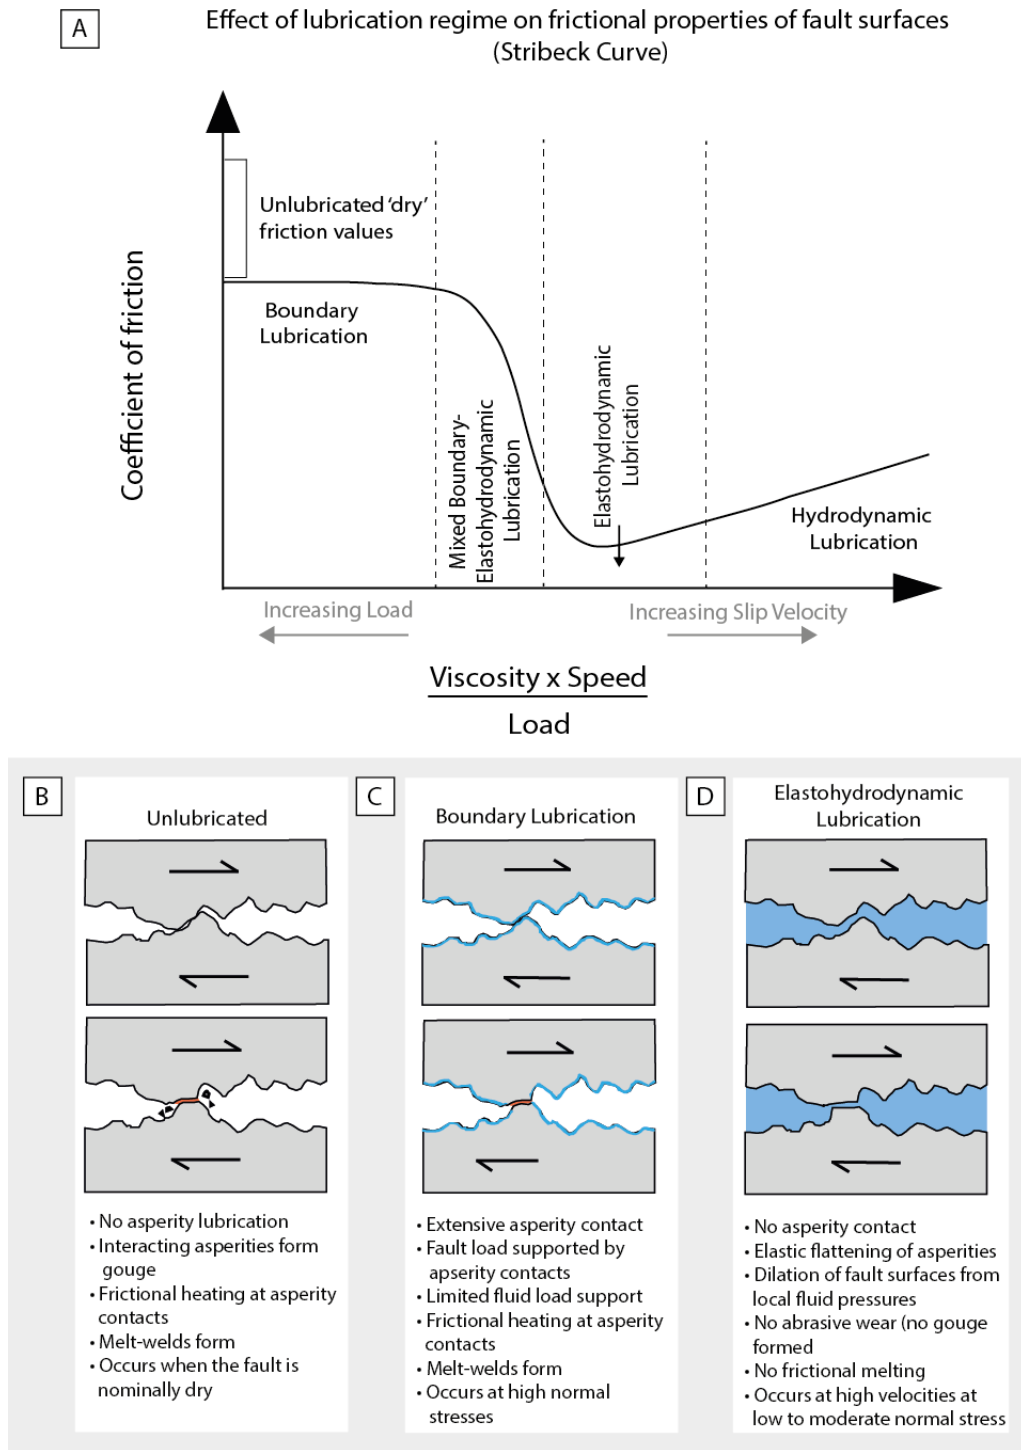 A
Effect of lubrication regime on frictional properties of fault surfaces
(Stribeck Curve)
Coefficient of friction
Unlubricated ‘dry’
friction values
Boundary
Lubrication
Mixed Boundary-
Elastohydrodynamic
Lubrication
Elastohydrodynamic
Lubrication
Hydrodynamic
Lubrication
Increasing Load
Increasing Slip Velocity
Viscosity x Speed
Load
B
Unlubricated
• No asperity lubrication
• Interacting asperities form
gouge
• Frictional heating at asperity
contacts
• Melt-welds form
• Occurs when the fault is
nominally dry
C
Boundary Lubrication
• Extensive asperity contact
• Fault load supported by
apserity contacts
• Limited fluid load support
• Frictional heating at asperity
contacts
• Melt-welds form
• Occurs at high normal
stresses
D
Elastohydrodynamic
Lubrication
• No asperity contact
• Elastic flattening of asperities
• Dilation of fault surfaces from
local fluid pressures
• No abrasive wear (no gouge
formed
• No frictional melting
• Occurs at high velocities at
low to moderate normal stress